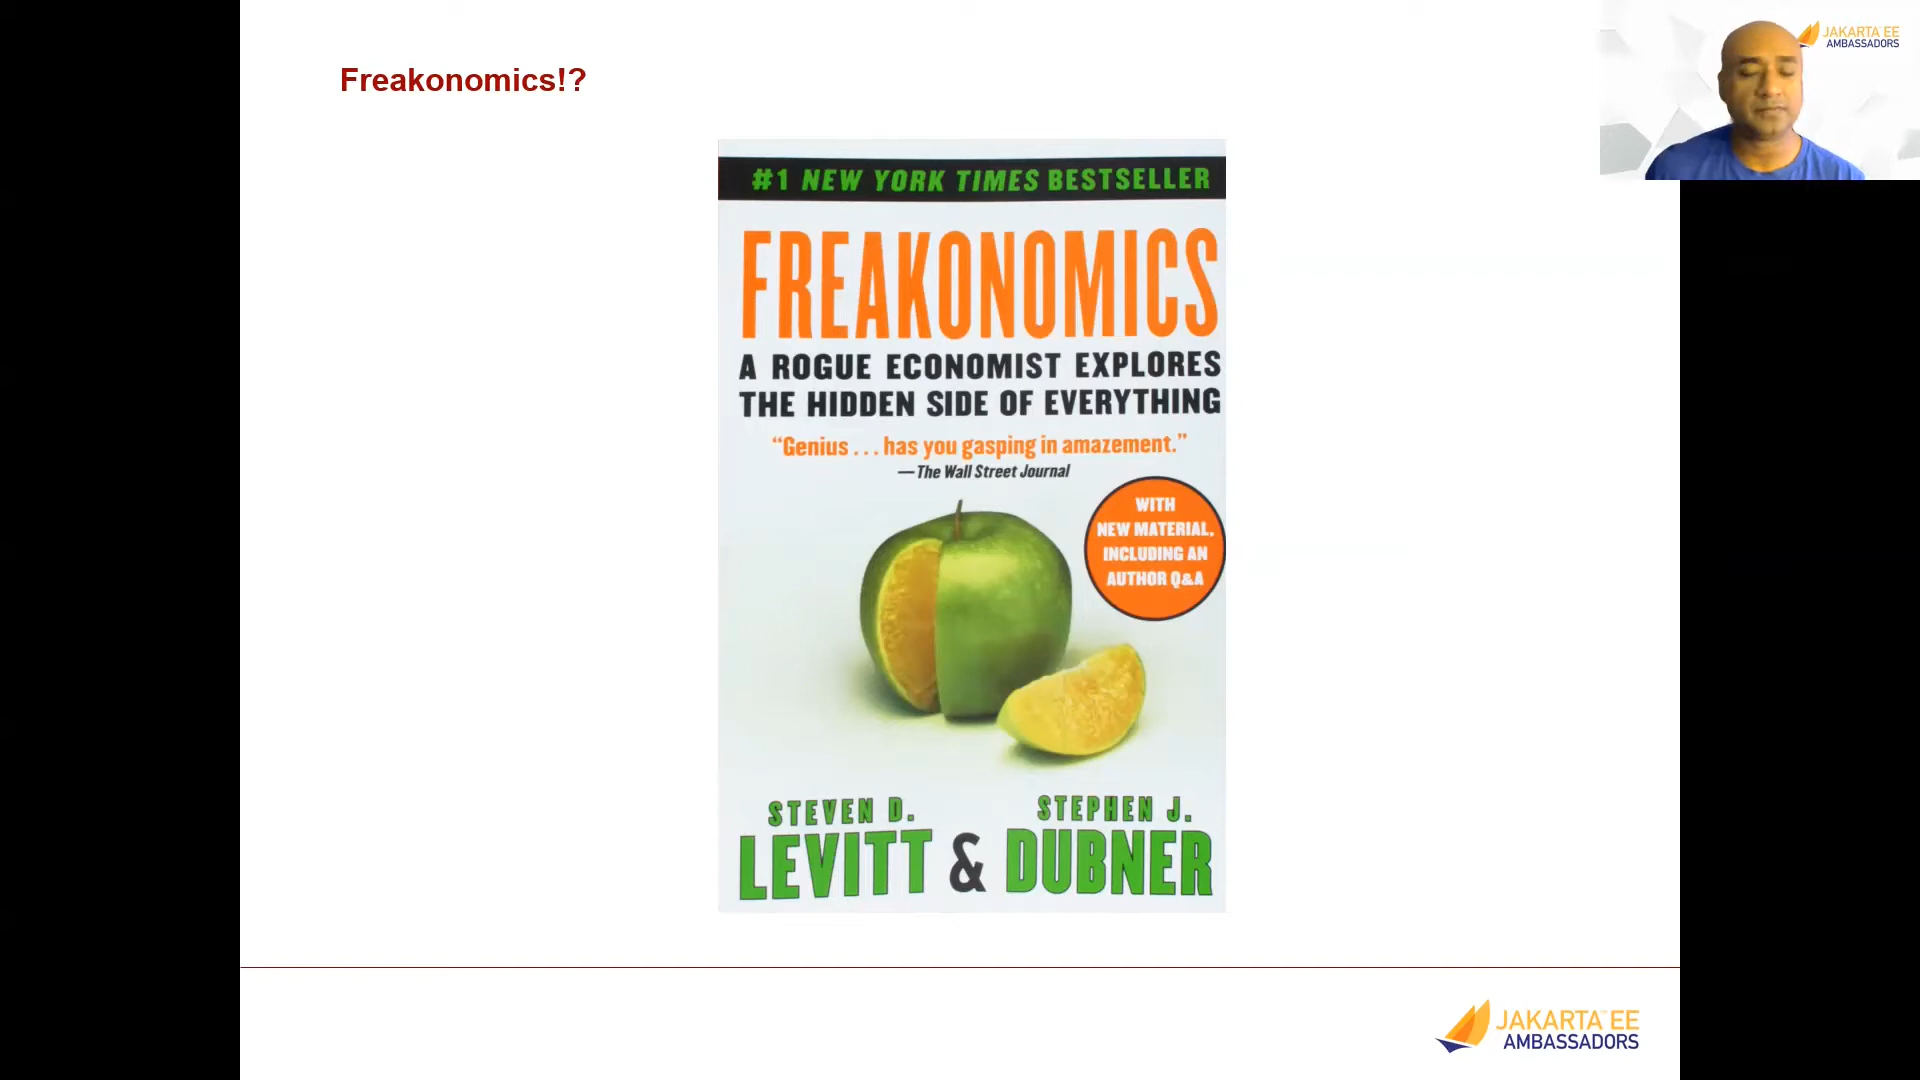 Freakonomics!?
JAKARTA EE
AMBASSADORS
#1 NEW YORK TIMES BESTSELLER
FREAKONOMICS
A ROGUE ECONOMIST EXPLORES
THE HIDDEN SIDE OF EVERYTHING
“Genius . . . has you gasping in amazement.”
—The Wall Street Journal
WITH
NEW MATERIAL,
INCLUDING AN
AUTHOR Q&A
STEVEN D.
LEVITT
&
STEPHEN J.
DUBNER
JAKARTA EE
AMBASSADORS